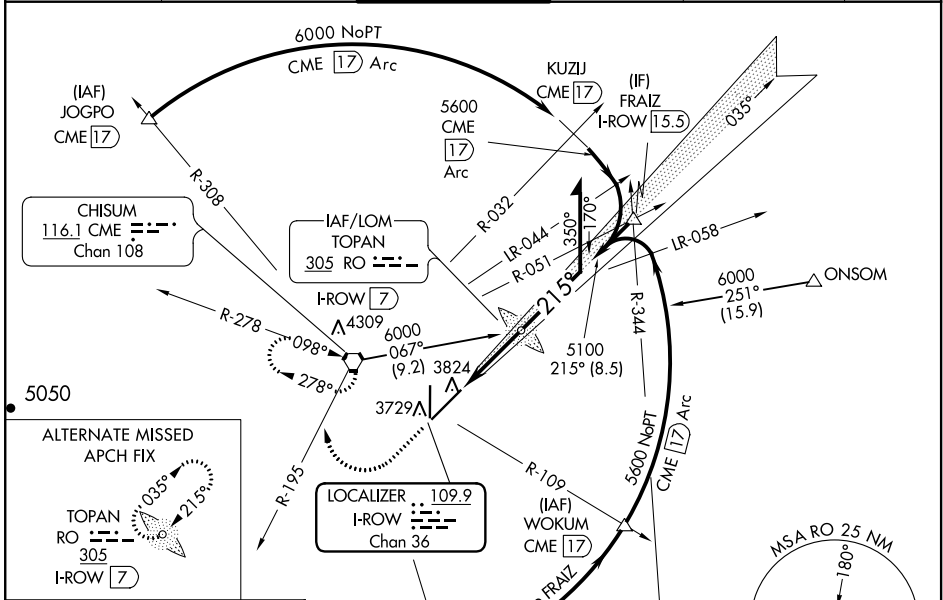 6000 NoPT
CME 17 Arc
(IAF)
JOGPO
CME 17
KUZIJ
CME 17
(IF)
FRAIZ
I-ROW 15.5
5600
CME
17
Arc
035°
R-308
R-032
CHISUM
116.1 CME
Chan 108
IAF/LOM
TOPAN
305 RO
I-ROW 7
LR-044
R-051
350°
170°
LR-058
215°
6000
251°
(15.9)
ONSOM
R-278
4309
098°
278°
6000
067°
(9.2)
3824
3729
5100
215° (8.5)
R-344
5050
R-195
R-109
5600 NoPT
CME 17 Arc
(IAF)
WOKUM
CME 17
LOCALIZER 109.9
I-ROW
Chan 36
ALTERNATE MISSED
APCH FIX
035°
215°
TOPAN
RO
305
I-ROW 7
FRAIZ
MSA RO 25 NM
180°